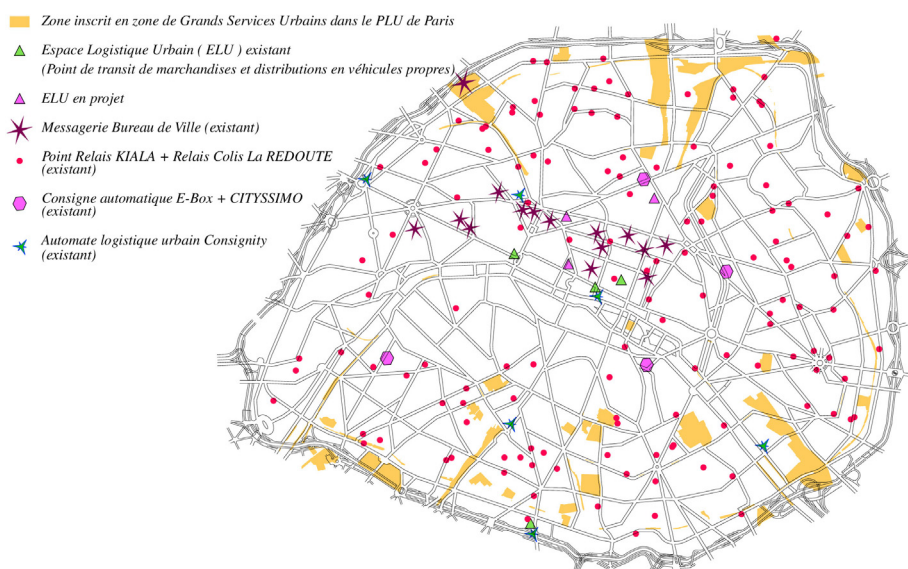 Zone inscrit en zone de Grands Services Urbains dans le PLU de Paris
Espace Logistique Urbain ( ELU ) existant
(Point de transit de marchandises et distributions en véhicules propres)
ELU en projet
Messagerie Bureau de Ville (existant)
Point Relais KIALA + Relais Colis La REDOUTE
(existant)
Consigne automatique E-Box + CITYSSIMO
(existant)
Automate logistique urbain Consignity
(existant)